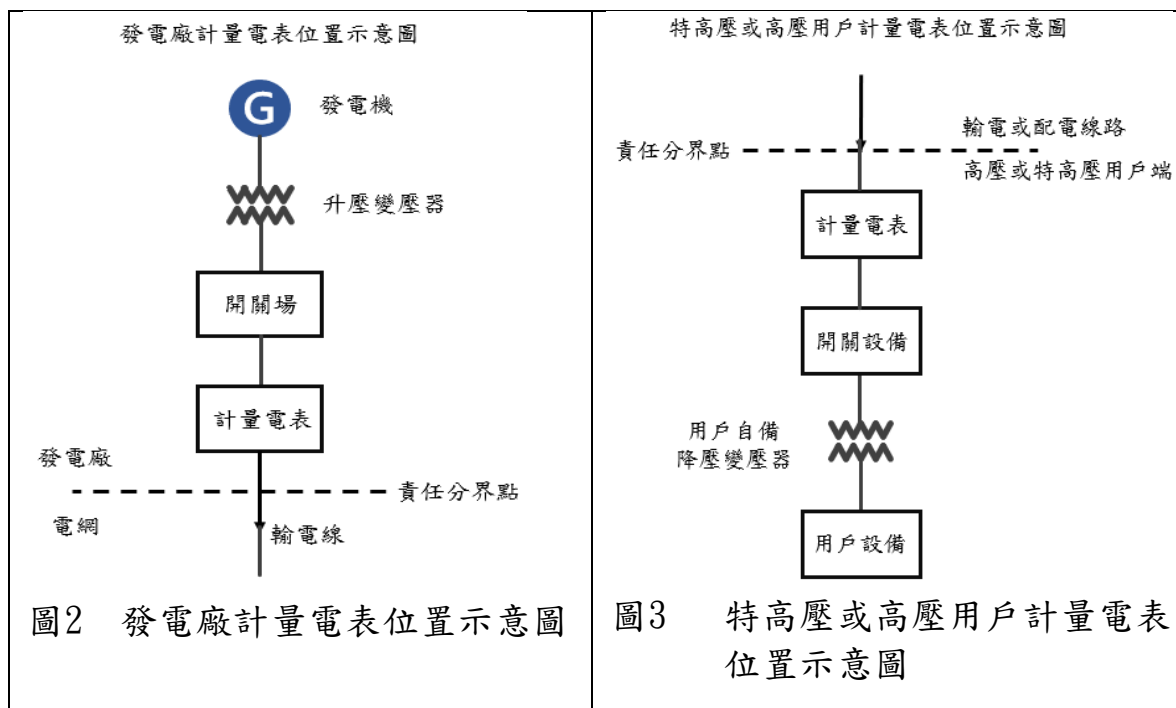 發電廠計量電表位置示意圖
G
發電機
升壓變壓器
開關場
計量電表
發電廠
責任分界點
電網
輸電線
圖2 發電廠計量電表位置示意圖
特高壓或高壓用戶計量電表位置示意圖
輸電或配電線路
責任分界點
高壓或特高壓用戶端
計量電表
開關設備
用戶自備
降壓變壓器
用戶設備
圖3 特高壓或高壓用戶計量電表
位置示意圖